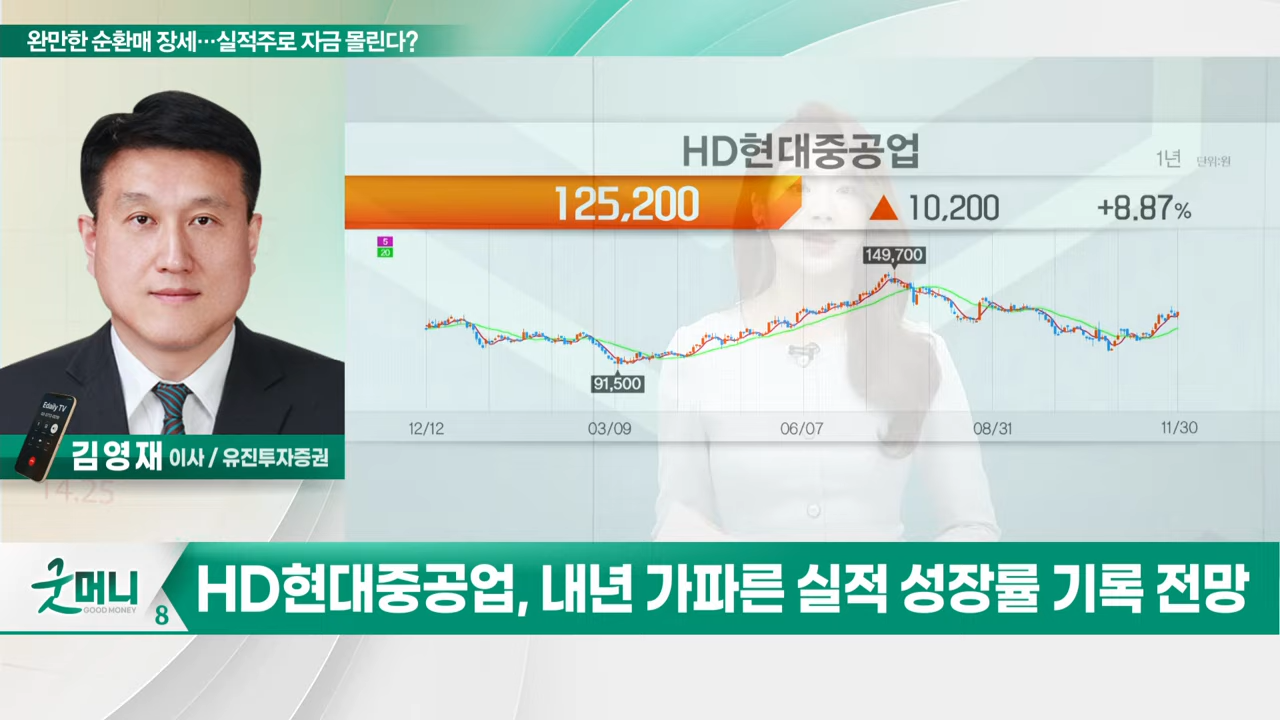 완만한 순환매 장세…실적주로 자금 몰린다?
HD현대중공업
1년 단위:원
125,200 ▲ 10,200 +8.87%
5
20
149,700
91,500
12/12 03/09 06/07 08/31 11/30
Edaily TV
김영재 이사 / 유진투자증권
14.25
굿머니
GOOD MONEY
8
HD현대중공업, 내년 가파른 실적 성장률 기록 전망